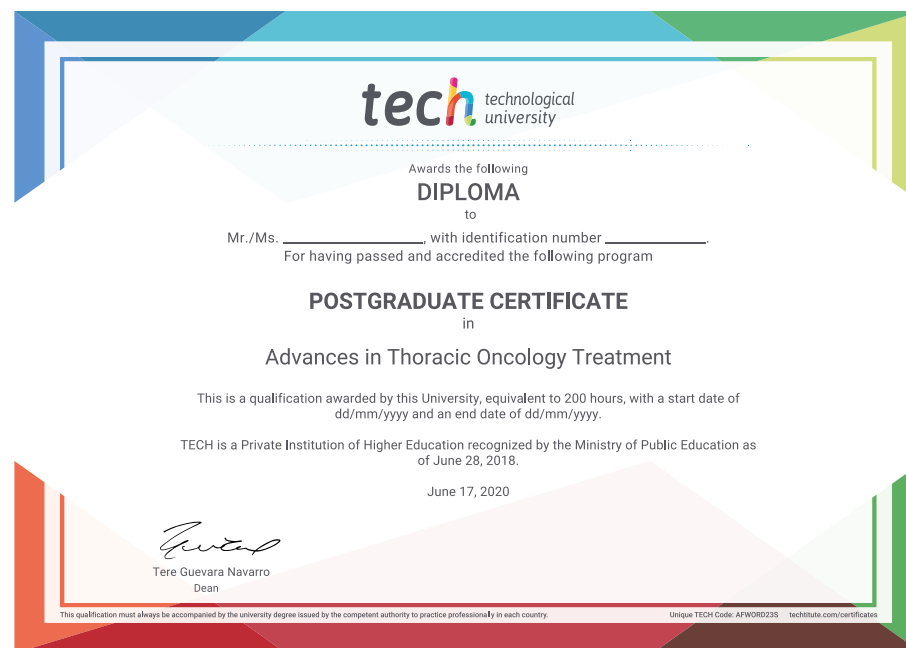 tech technological
university
Awards the following
DIPLOMA
to
Mr./Ms. ____________________, with identification number ______________.
For having passed and accredited the following program
POSTGRADUATE CERTIFICATE
in
Advances in Thoracic Oncology Treatment
This is a qualification awarded by this University, equivalent to 200 hours, with a start date of
dd/mm/yyyy and an end date of dd/mm/yyyy.
TECH is a Private Institution of Higher Education recognized by the Ministry of Public Education as
of June 28, 2018.
June 17, 2020
Tere Guevara Navarro
Dean
This qualification must always be accompanied by the university degree issued by the competent authority to practice professionally in each country.
Unique TECH Code: AFWORD23S techtitute.com/certificates